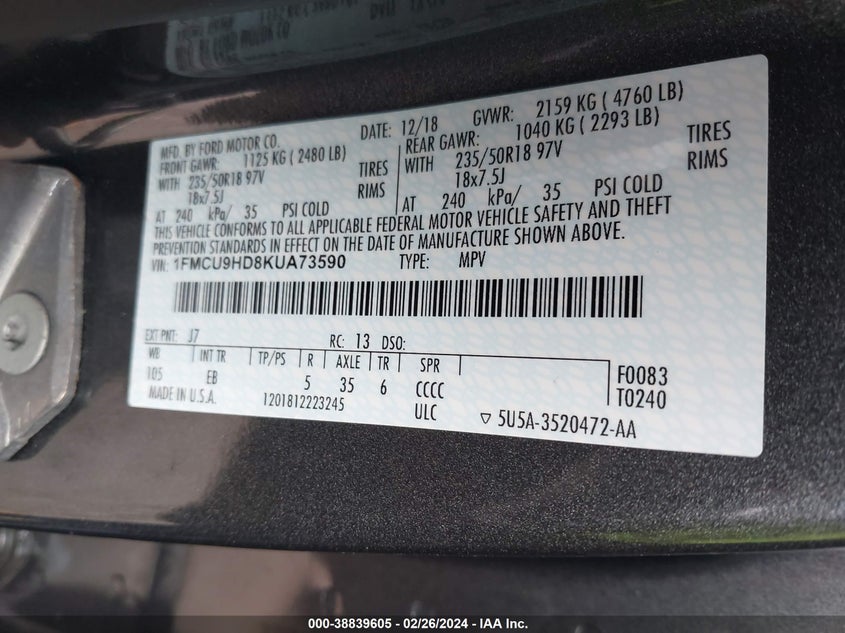 MFD. BY FORD MOTOR CO.
DATE: 12/18 GVWR: 2159 KG ( 4760 LB)
FRONT GAWR: 1125 KG ( 2480 LB)
REAR GAWR: 1040 KG ( 2293 LB)
WITH 235/50R18 97V TIRES
WITH 235/50R18 97V TIRES
18x7.5J RIMS
18x7.5J RIMS
AT 240 kPa/ 35 PSI COLD
AT 240 kPa/ 35 PSI COLD
THIS VEHICLE CONFORMS TO ALL APPLICABLE FEDERAL MOTOR VEHICLE SAFETY AND THEFT
PREVENTION STANDARDS IN EFFECT ON THE DATE OF MANUFACTURE SHOWN ABOVE.
VIN: 1FMCU9HD8KUA73590 TYPE: MPV
EXT PNT: J7 RC: 13 DSO:
WB INT TR TP/PS R AXLE TR SPR
105 EB 5 35 6 CCCC
F0083
T0240
MADE IN U.S.A. 1201812223245 ULC
5U5A-3520472-AA
000-38839605 / 02/26/2024 — IAA Inc.